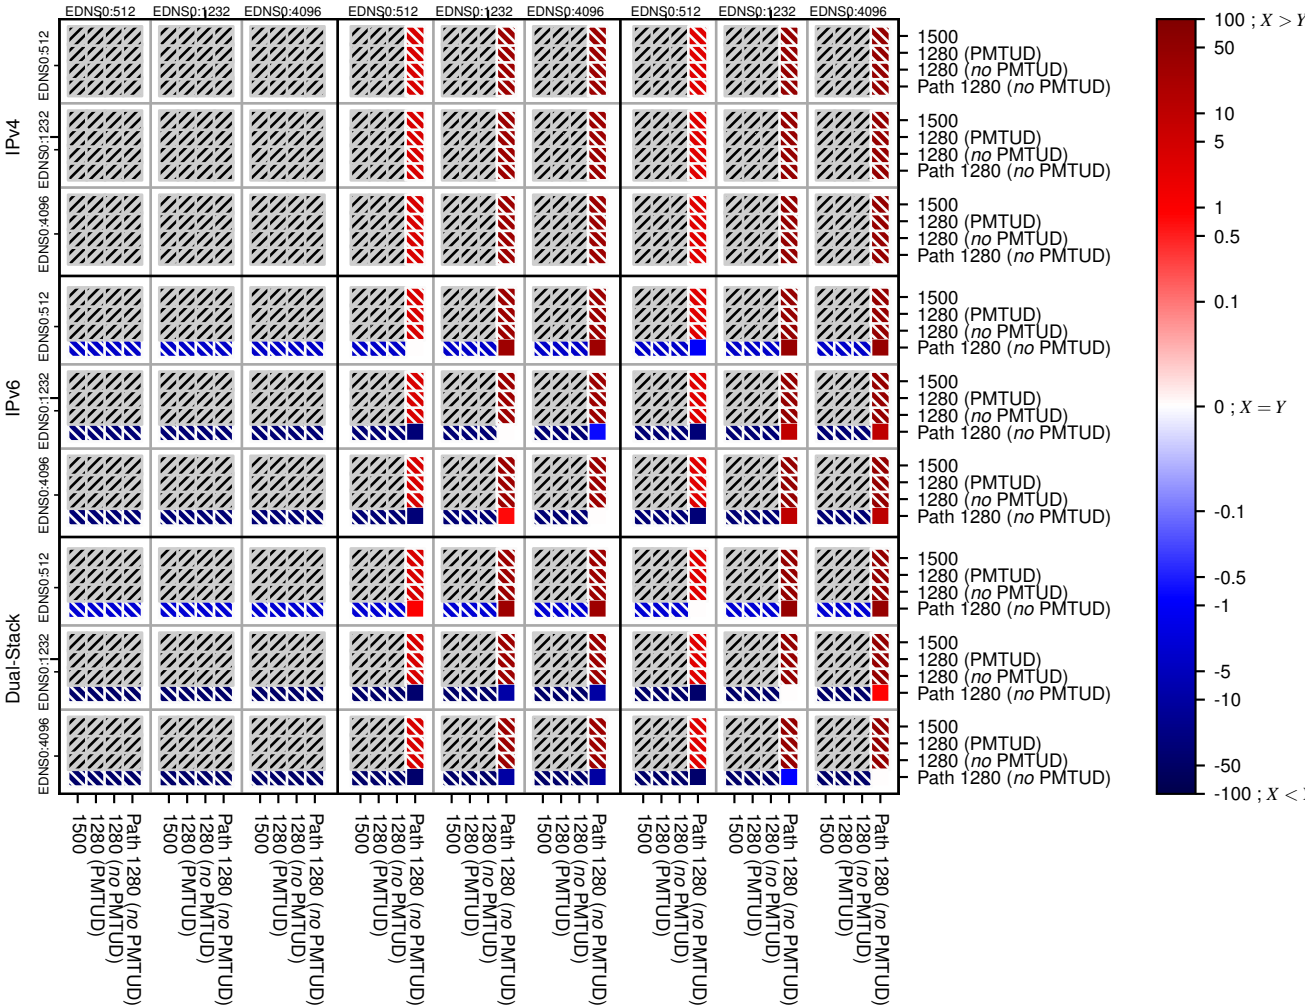 EDNS0:512 EDNS0:1232 EDNS0:4096 EDNS0:512 EDNS0:1232 EDNS0:4096 EDNS0:512 EDNS0:1232 EDNS0:4096
IPv4
EDNS0:512
1500
1280 (PMTUD)
1280 (no PMTUD)
Path 1280 (no PMTUD)
EDNS0:1232
1500
1280 (PMTUD)
1280 (no PMTUD)
Path 1280 (no PMTUD)
EDNS0:4096
1500
1280 (PMTUD)
1280 (no PMTUD)
Path 1280 (no PMTUD)
IPv6
EDNS0:512
1500
1280 (PMTUD)
1280 (no PMTUD)
Path 1280 (no PMTUD)
EDNS0:1232
1500
1280 (PMTUD)
1280 (no PMTUD)
Path 1280 (no PMTUD)
EDNS0:4096
1500
1280 (PMTUD)
1280 (no PMTUD)
Path 1280 (no PMTUD)
Dual-Stack
EDNS0:512
1500
1280 (PMTUD)
1280 (no PMTUD)
Path 1280 (no PMTUD)
EDNS0:1232
1500
1280 (PMTUD)
1280 (no PMTUD)
Path 1280 (no PMTUD)
EDNS0:4096
1500
1280 (PMTUD)
1280 (no PMTUD)
Path 1280 (no PMTUD)
1500
1280 (PMTUD)
1280 (no PMTUD)
Path 1280 (no PMTUD)
1500
1280 (PMTUD)
1280 (no PMTUD)
Path 1280 (no PMTUD)
1500
1280 (PMTUD)
1280 (no PMTUD)
Path 1280 (no PMTUD)
1500
1280 (PMTUD)
1280 (no PMTUD)
Path 1280 (no PMTUD)
1500
1280 (PMTUD)
1280 (no PMTUD)
Path 1280 (no PMTUD)
1500
1280 (PMTUD)
1280 (no PMTUD)
Path 1280 (no PMTUD)
1500
1280 (PMTUD)
1280 (no PMTUD)
Path 1280 (no PMTUD)
1500
1280 (PMTUD)
1280 (no PMTUD)
Path 1280 (no PMTUD)
1500
1280 (PMTUD)
1280 (no PMTUD)
Path 1280 (no PMTUD)
100 ; X > Y
50
10
5
1
0.5
0.1
0 ; X = Y
-0.1
-0.5
-1
-5
-10
-50
-100 ; X < Y